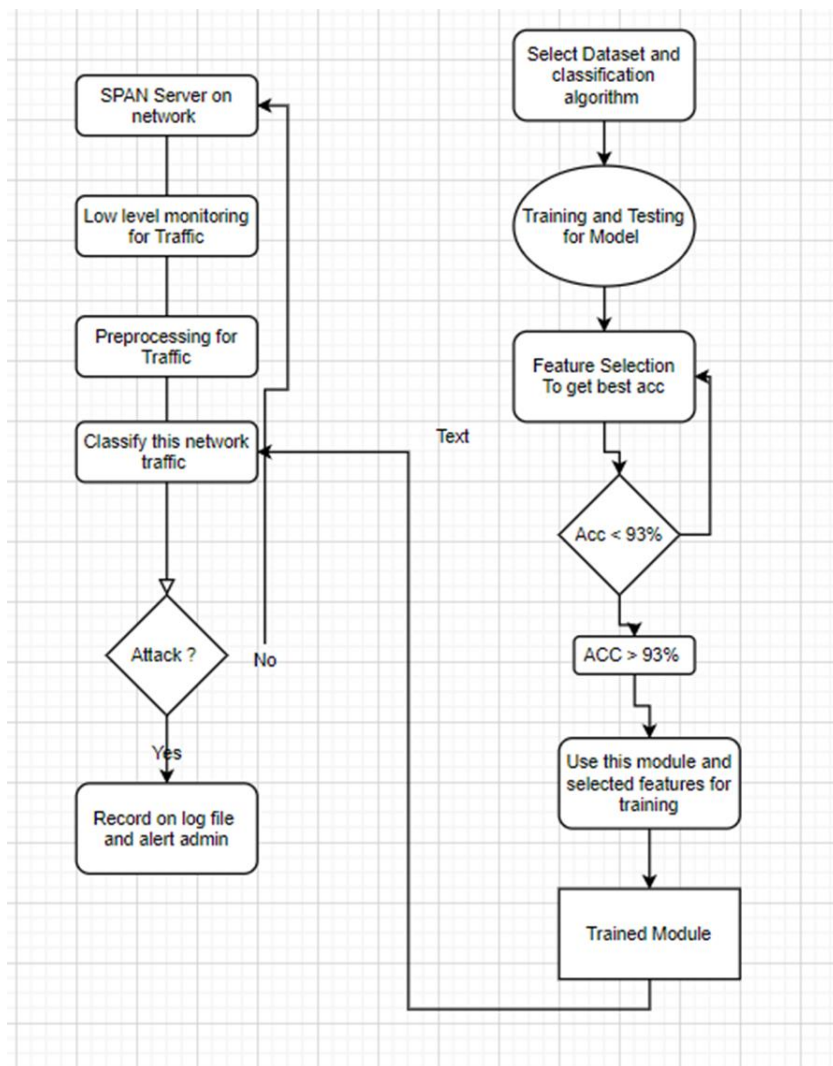 SPAN Server on
network
Low level monitoring
for Traffic
Preprocessing for
Traffic
Classify this network
traffic
Attack ?
No
Yes
Record on log file
and alert admin
Text
Select Dataset and
classification
algorithm
Training and Testing
for Model
Feature Selection
To get best acc
Acc < 93%
ACC > 93%
Use this module and
selected features for
training
Trained Module